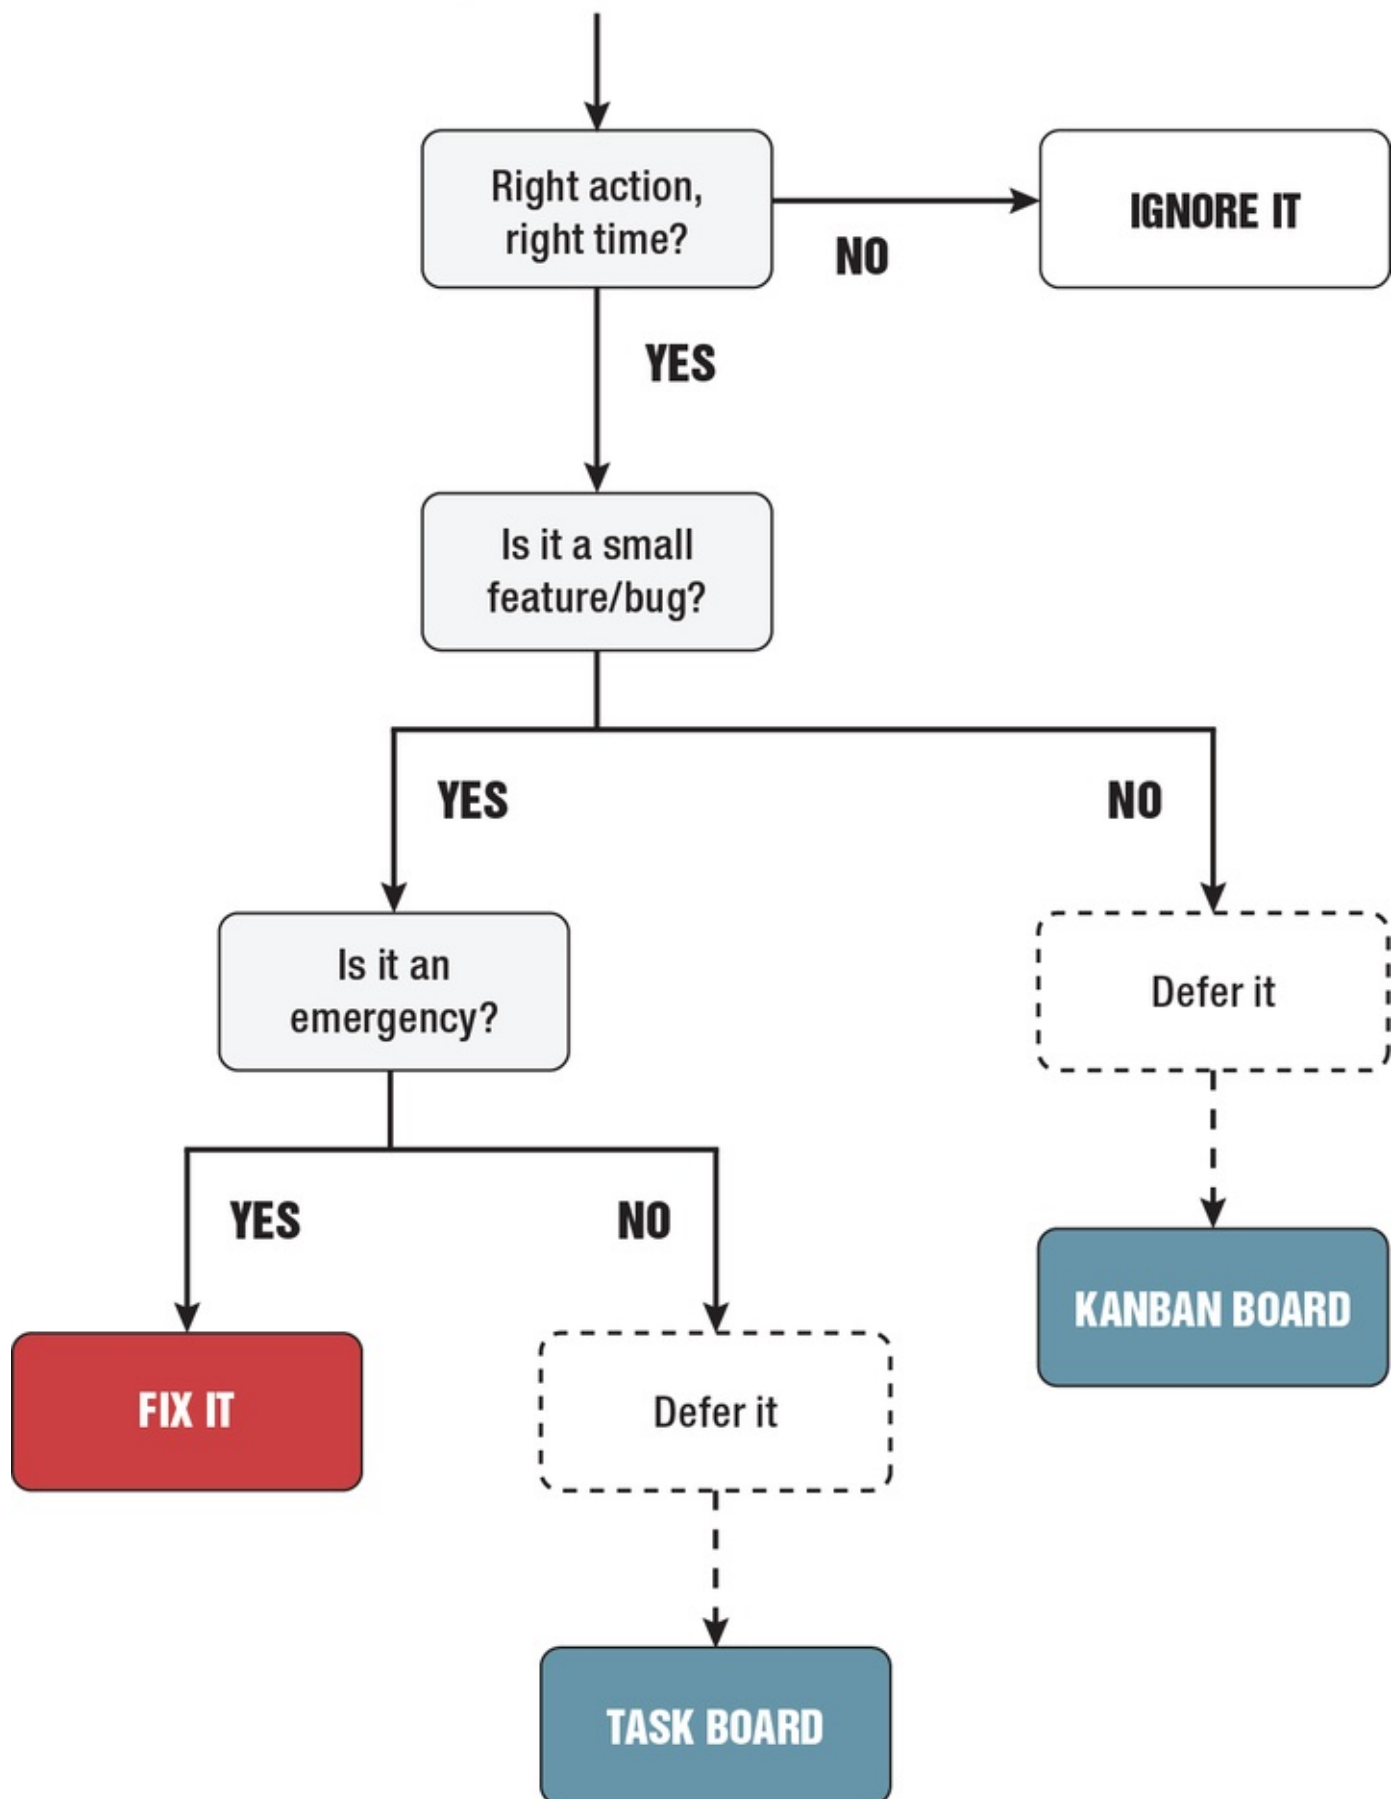 Right action,
right time?
IGNORE IT
NO
YES
Is it a small
feature/bug?
YES
NO
Is it an
emergency?
Defer it
YES
NO
KANBAN BOARD
FIX IT
Defer it
TASK BOARD